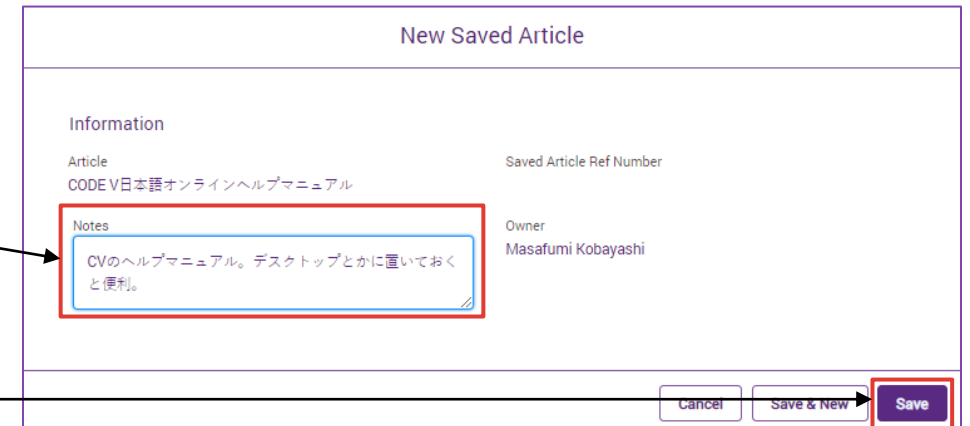 New Saved Article
Information
Article
CODE V日本語オンラインヘルプマニュアル
Saved Article Ref Number
Notes
CVのヘルプマニュアル。デスクトップとかに置いておく
と便利。
Owner
Masafumi Kobayashi
Cancel
Save & New
Save